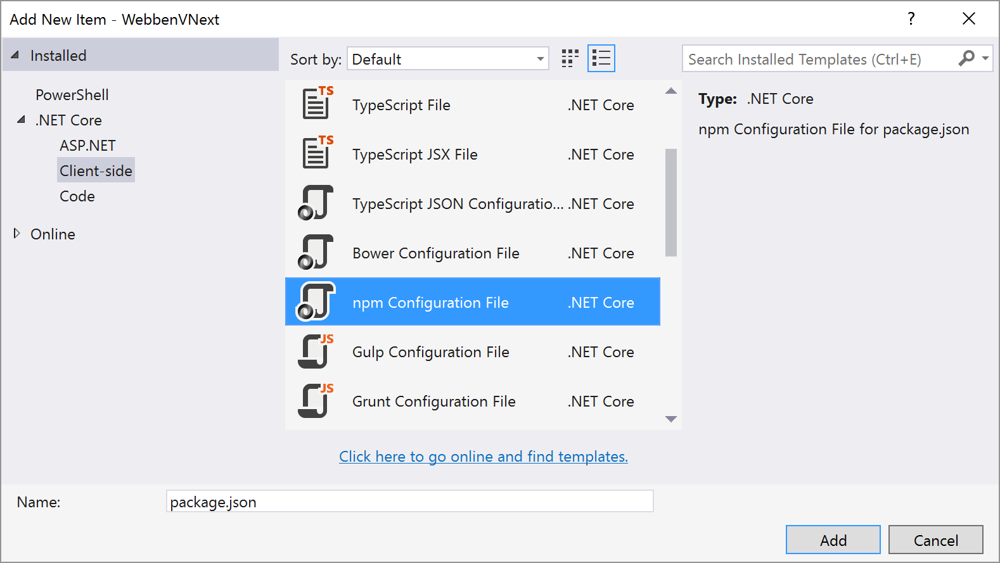 Add New Item - WebbenVNext
?
Installed
Sort by:
Default
Search Installed Templates (Ctrl+E)
PowerShell
.NET Core
ASP.NET
Client-side
Code
Online
TS
TypeScript File .NET Core
TS
TypeScript JSX File .NET Core
TypeScript JSON Configuratio... .NET Core
Bower Configuration File .NET Core
npm Configuration File .NET Core
JS
Gulp Configuration File .NET Core
JS
Grunt Configuration File .NET Core
Type: .NET Core
npm Configuration File for package.json
Click here to go online and find templates.
Name:
package.json
Add
Cancel